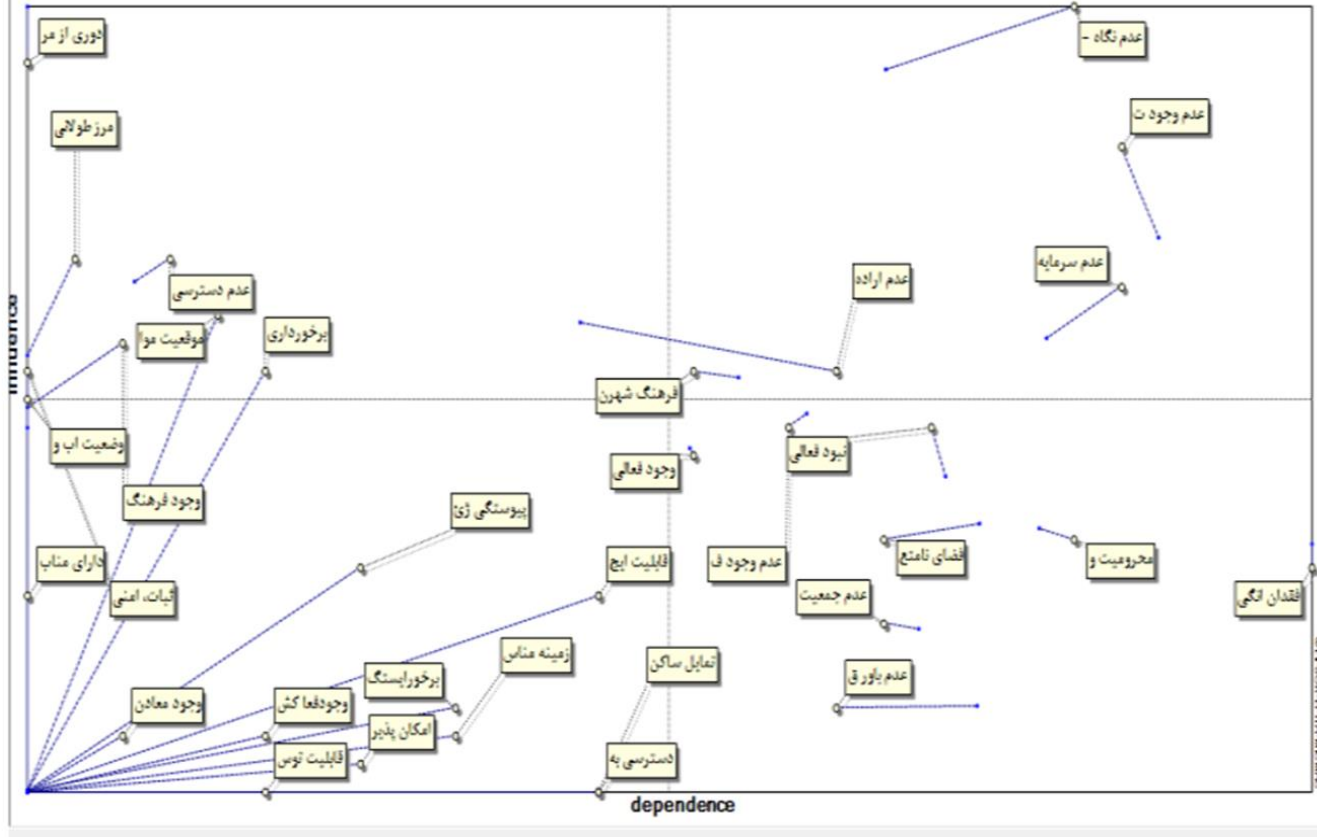 دوری از مر
عدم نگاه -
مرز طولانی
عدم وجود ت
عدم سرمایه
عدم دسترسی
عدم اراده
موقعیت موا
برخورداری
influence
فرهنگ شهرن
وضعیت اب و
نبود فعالی
وجود فعالی
وجود فرهنگ
پیوستگی ژئ
دارای مناب
قابلیت ایج
عدم وجود ف
فضای نامتع
محرومیت و
ثبات، امنی
عدم جمعیت
فقدان انگی
زمینه مناس
تمایل ساکن
برخورایستگ
عدم باور ق
وجود معادن
وجودفعا کش
امکان پذیر
قابلیت توس
دسترسی به
dependence